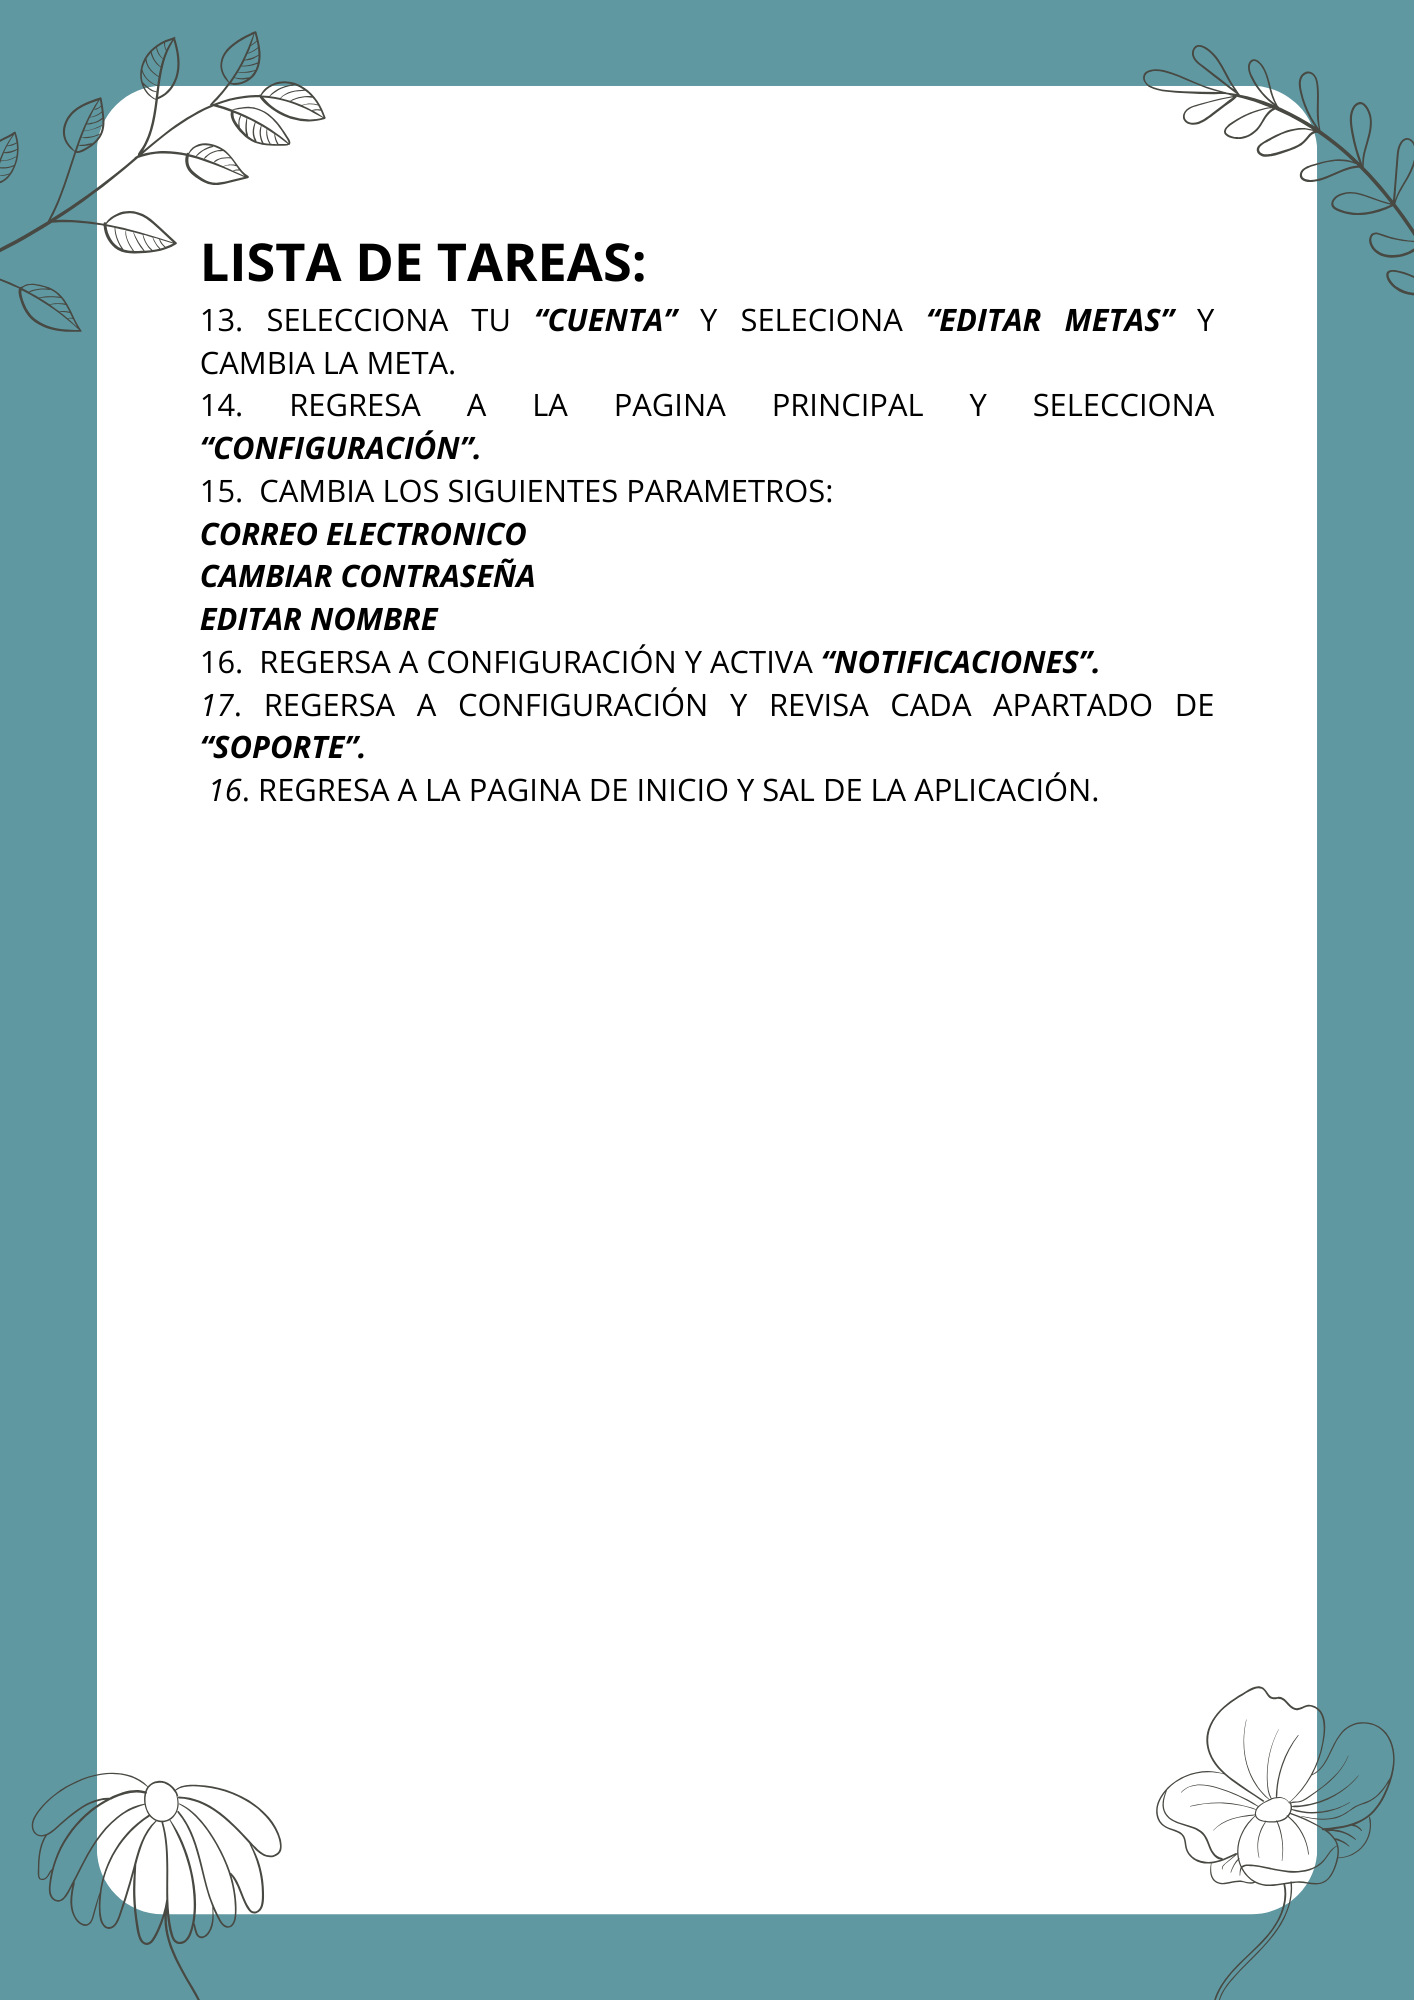 LISTA DE TAREAS:
13. SELECCIONA TU “CUENTA” Y SELECIONA “EDITAR METAS” Y
CAMBIA LA META.
14. REGRESA A LA PAGINA PRINCIPAL Y SELECCIONA
“CONFIGURACIÓN”.
15. CAMBIA LOS SIGUIENTES PARAMETROS:
CORREO ELECTRONICO
CAMBIAR CONTRASEÑA
EDITAR NOMBRE
16. REGERSA A CONFIGURACIÓN Y ACTIVA “NOTIFICACIONES”.
17. REGERSA A CONFIGURACIÓN Y REVISA CADA APARTADO DE
“SOPORTE”.
16. REGRESA A LA PAGINA DE INICIO Y SAL DE LA APLICACIÓN.